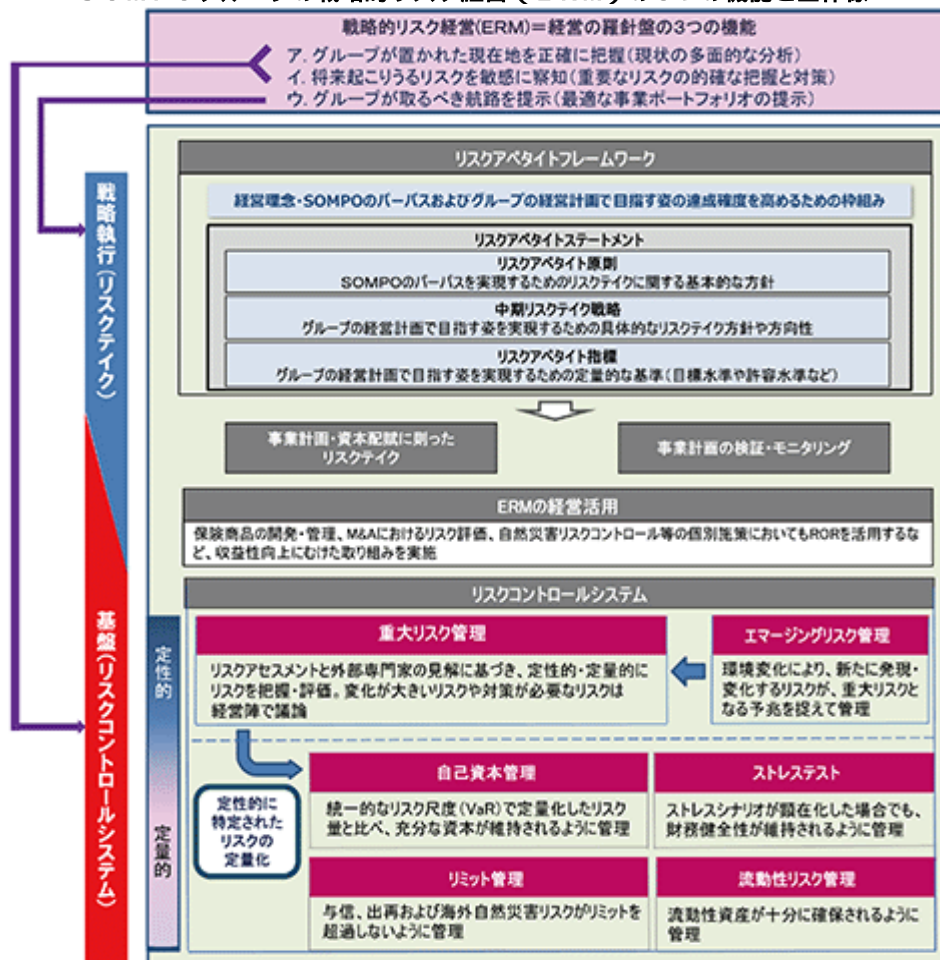 戦略的リスク経営(ERM)＝経営の羅針盤の3つの機能
ア. グループが置かれた現在地を正確に把握(現状の多面的な分析)
イ. 将来起こりうるリスクを敏感に察知(重要なリスクの的確な把握と対策)
ウ. グループが取るべき航路を提示(最適な事業ポートフォリオの提示)
戦略執行(リスクテイク)
リスクアペタイトフレームワーク
経営理念・SOMPOのパーパスおよびグループの経営計画で目指す姿の達成確度を高めるための枠組み
リスクアペタイトステートメント
リスクアペタイト原則
SOMPOのパーパスを実現するためのリスクテイクに関する基本的な方針
中期リスクテイク戦略
グループの経営計画で目指す姿を実現するための具体的なリスクテイク方針や方向性
リスクアペタイト指標
グループの経営計画で目指す姿を実現するための定量的な基準(目標水準や許容水準など)
事業計画・資本配賦に則った
リスクテイク
事業計画の検証・モニタリング
ERMの経営活用
保険商品の開発・管理、M&Aにおけるリスク評価、自然災害リスクコントロール等の個別施策においてもRORを活用するな
ど、収益性向上にむけた取り組みを実施
基盤(リスクコントロールシステム)
リスクコントロールシステム
定性的
重大リスク管理
リスクアセスメントと外部専門家の見解に基づき、定性的・定量的に
リスクを把握・評価。変化が大きいリスクや対策が必要なリスクは
経営陣で議論
エマージングリスク管理
環境変化により、新たに発現・
変化するリスクが、重大リスクと
なる予兆を捉えて管理
定量的
定性的に
特定された
リスクの
定量化
自己資本管理
統一的なリスク尺度(VaR)で定量化したリスク
量と比べ、充分な資本が維持されるように管理
ストレステスト
ストレスシナリオが顕在化した場合でも、
財務健全性が維持されるように管理
リミット管理
与信、出再および海外自然災害リスクがリミットを
超過しないように管理
流動性リスク管理
流動性資産が十分に確保されるように
管理